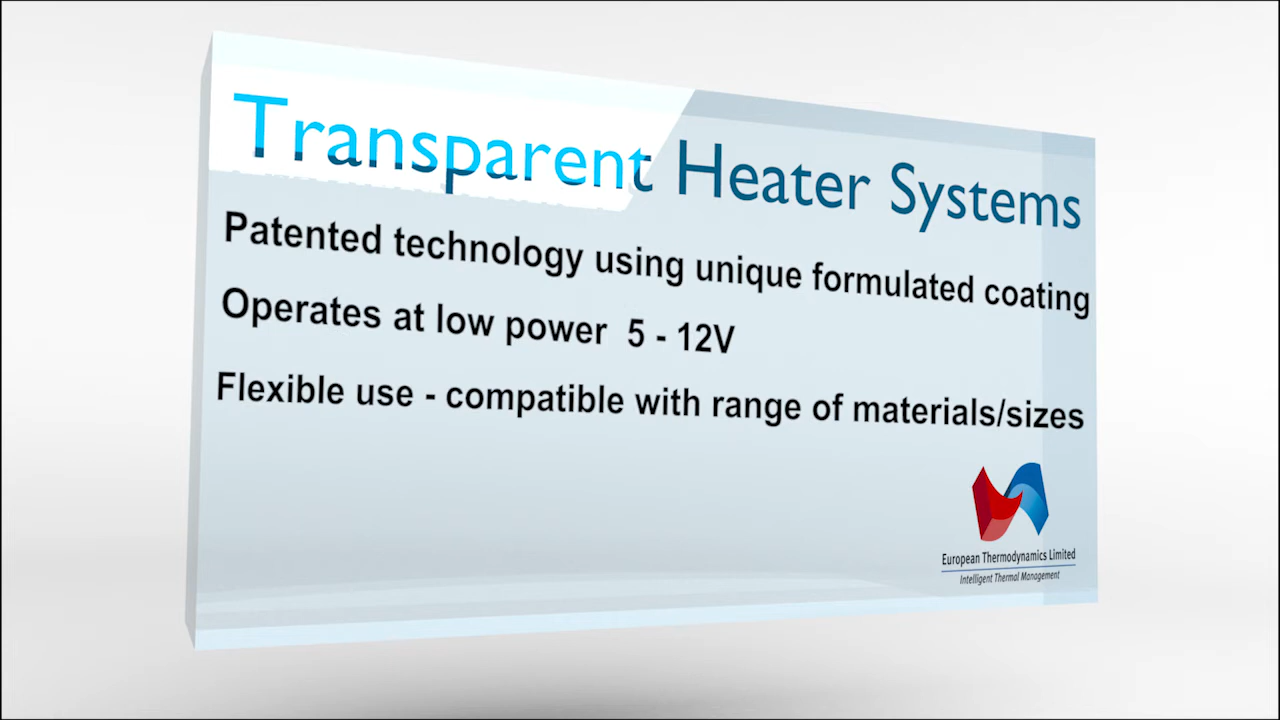 Transparent Heater Systems
Patented technology using unique formulated coating
Operates at low power 5 - 12V
Flexible use - compatible with range of materials/sizes
European Thermodynamics Limited
Intelligent Thermal Management